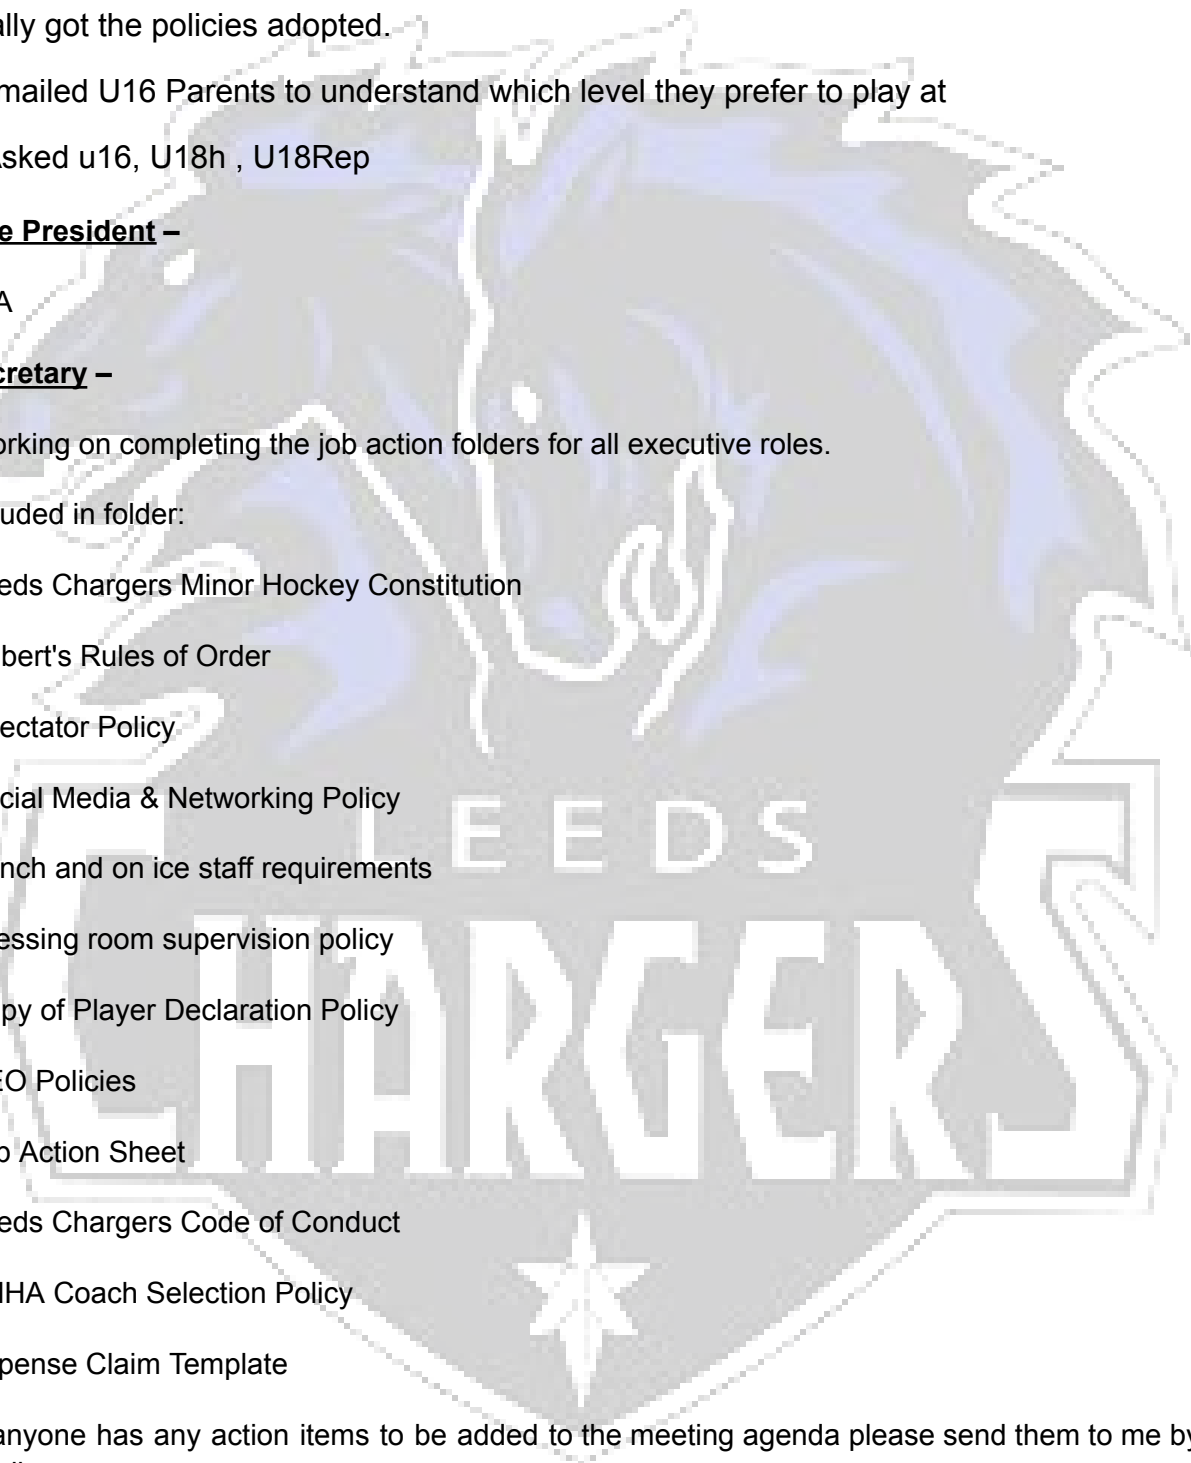 ally got the policies adopted.
mailed U16 Parents to understand which level they prefer to play at
Asked u16, U18h , U18Rep
e President –
A
cretary –
orking on completing the job action folders for all executive roles.
uded in folder:
eds Chargers Minor Hockey Constitution
bert's Rules of Order
ectator Policy
cial Media & Networking Policy
nch and on ice staff requirements
essing room supervision policy
py of Player Declaration Policy
EO Policies
b Action Sheet
eds Chargers Code of Conduct
MHA Coach Selection Policy
pense Claim Template
anyone has any action items to be added to the meeting agenda please send them to me by
LEEDS
CHARGERS